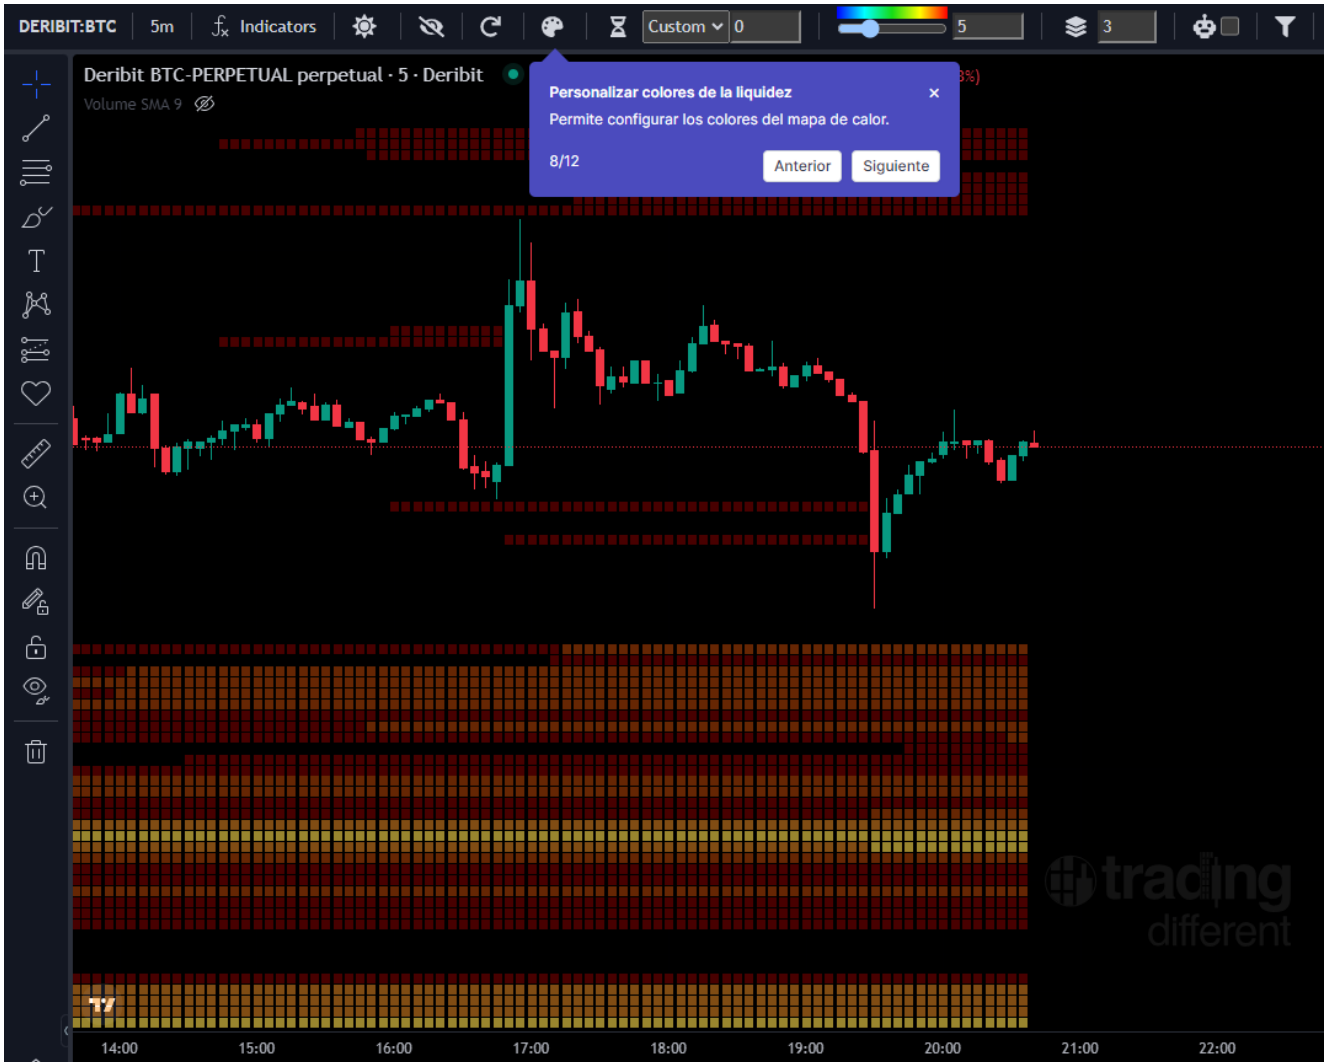 DERIBIT:BTC 5m Indicators Custom 0 5 3
Deribit BTC-PERPETUAL perpetual · 5 · Deribit 3%)
Volume SMA 9
Personalizar colores de la liquidez
Permite configurar los colores del mapa de calor.
8/12 Anterior Siguiente
trading
different
14:00 15:00 16:00 17:00 18:00 19:00 20:00 21:00 22:00